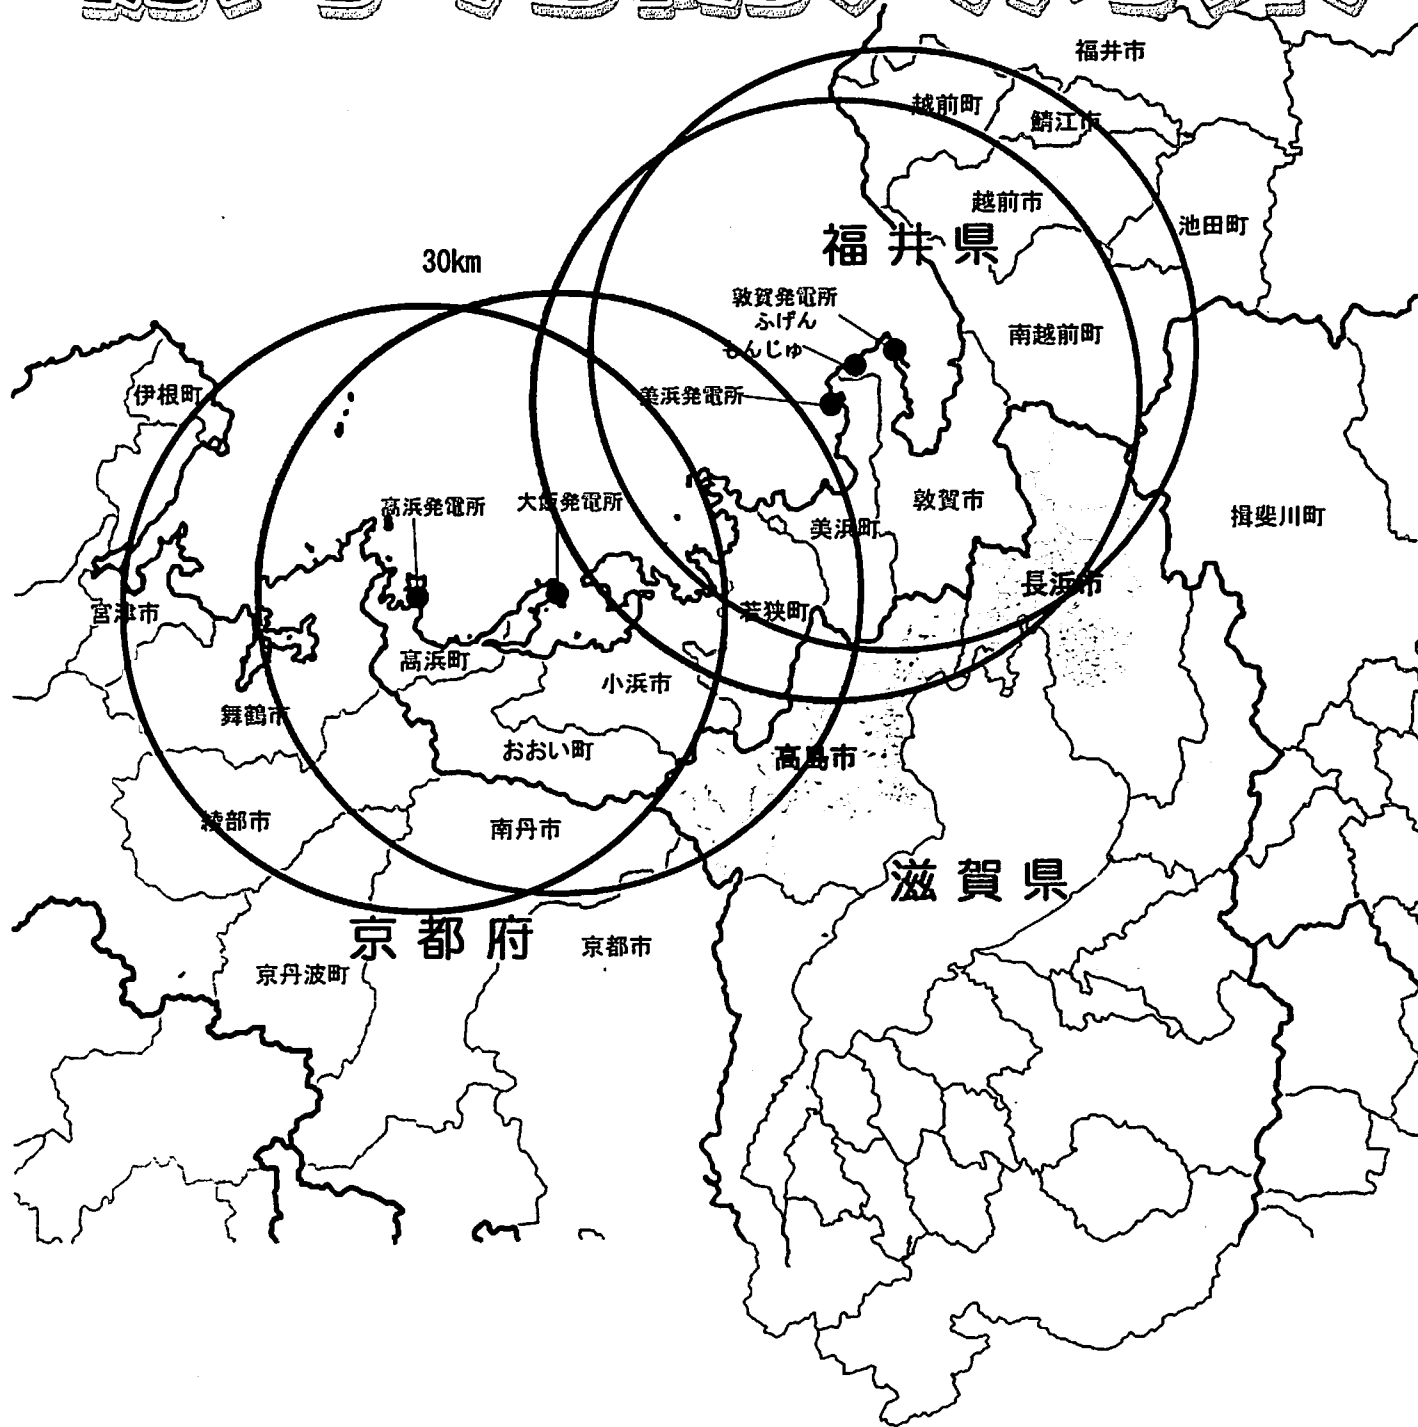 福井市
越前町
鯖江市
越前市
池田町
福井県
30km
敦賀発電所
ふげん
もんじゅ
南越前町
伊根町
美浜発電所
高浜発電所
大飯発電所
美浜町
敦賀市
揖斐川町
長浜市
宮津市
若狭町
高浜町
小浜市
舞鶴市
おおい町
高島市
綾部市
南丹市
滋賀県
京都府
京都市
京丹波町